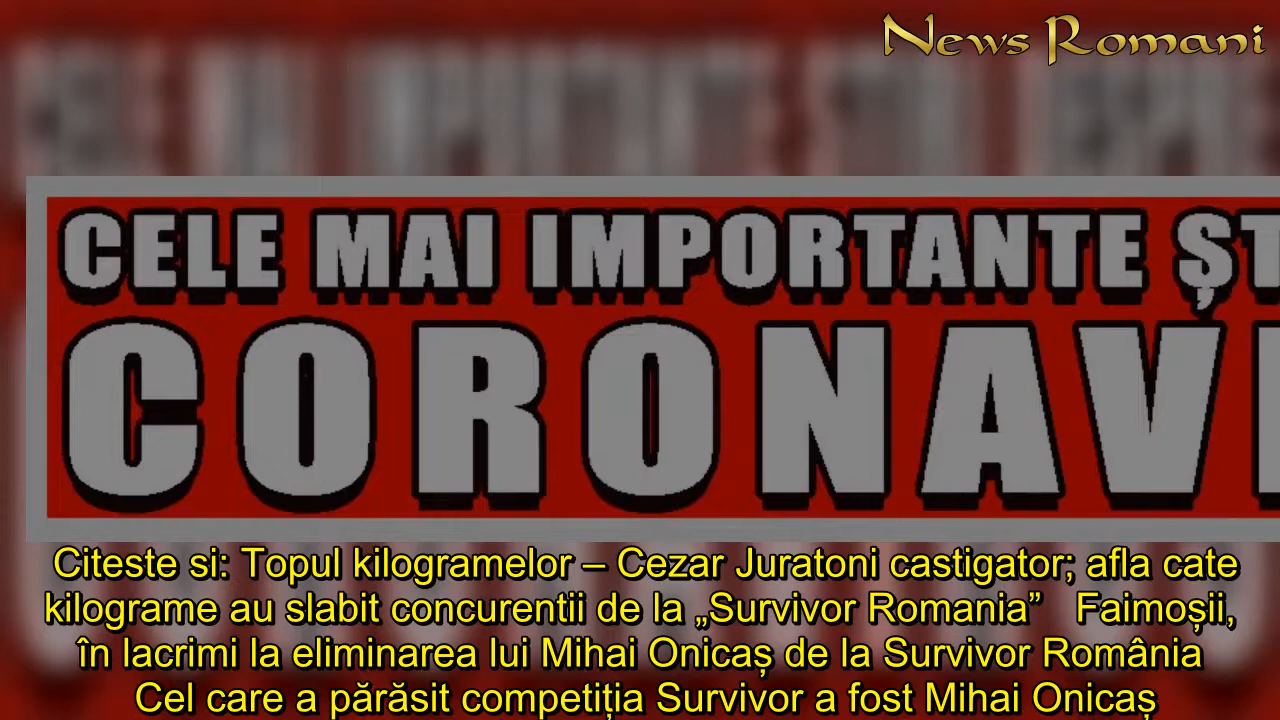 News Romani
CELE MAI IMPORTANTE ȘT
CORONAV
Citeste si: Topul kilogramelor – Cezar Juratoni castigator; afla cate
kilograme au slabit concurentii de la „Survivor Romania” Faimoșii,
în lacrimi la eliminarea lui Mihai Onicaș de la Survivor România
Cel care a părăsit competiția Survivor a fost Mihai Onicaș